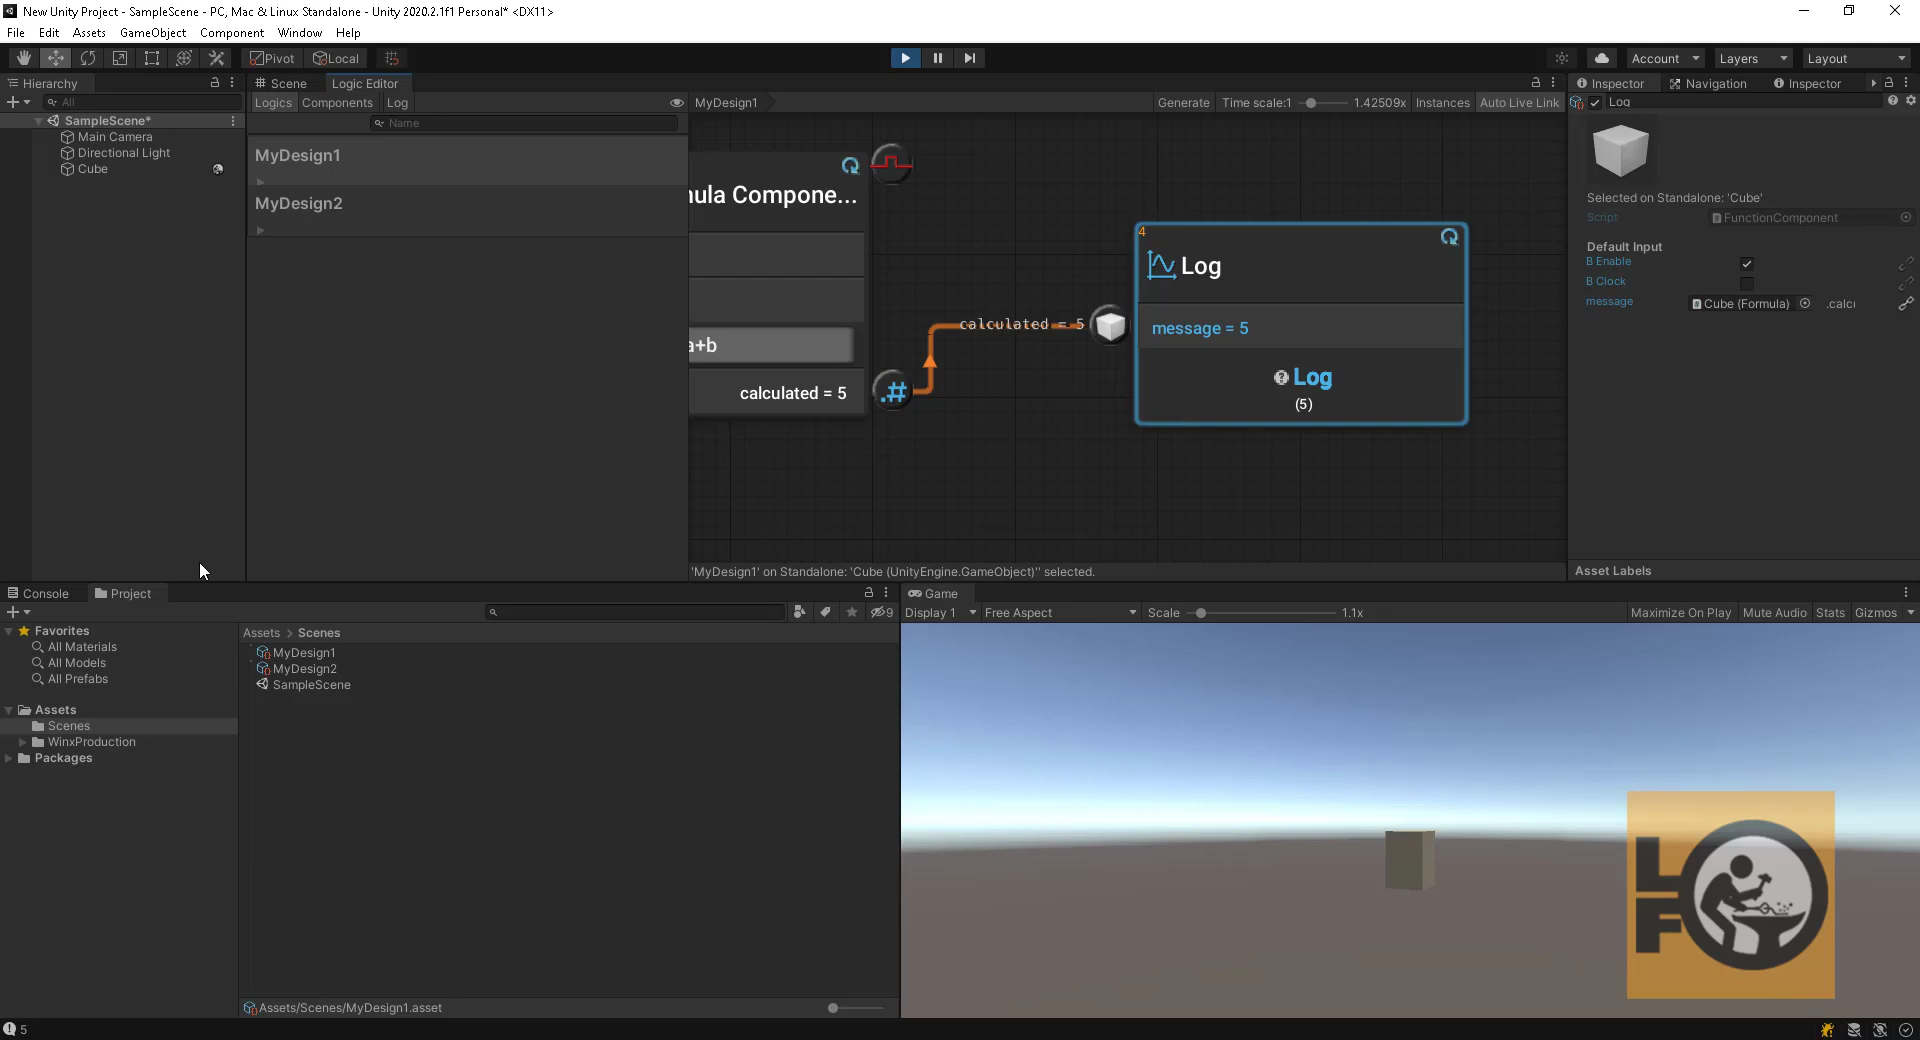 New Unity Project - SampleScene - PC, Mac & Linux Standalone - Unity 2020.2.1f1 Personal* <DX11>
File Edit Assets GameObject Component Window Help
Pivot Local Account Layers Layout
Hierarchy
All
SampleScene*
Main Camera
Directional Light
Cube
Scene Logic Editor
Logics Components Log
Name
MyDesign1
MyDesign2
MyDesign1 Generate Time scale:1 1.42509x Instances Auto Live Link
nula Compone...
a+b
calculated = 5
.#
calculated = 5
4
Log
message = 5
Log
(5)
'MyDesign1' on Standalone: 'Cube (UnityEngine.GameObject)' selected.
Inspector Navigation Inspector
Log
Selected on Standalone: 'Cube'
Script FunctionComponent
Default Input
B Enable
B Clock
message Cube (Formula) .calcu
Asset Labels
Console Project
9
Favorites
All Materials
All Models
All Prefabs
Assets
Scenes
WinxProduction
Packages
Assets > Scenes
MyDesign1
MyDesign2
SampleScene
Assets/Scenes/MyDesign1.asset
Game
Display 1 Free Aspect Scale 1.1x Maximize On Play Mute Audio Stats Gizmos
L
F
5